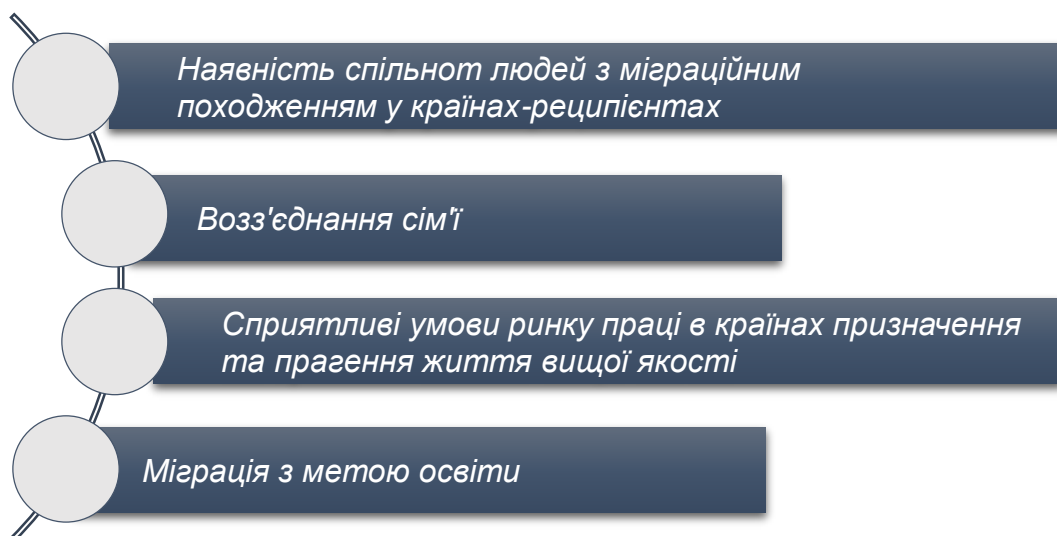 Наявність спільнот людей з міграційним
походженням у країнах-реципієнтах
Возз'єднання сім'ї
Сприятливі умови ринку праці в країнах призначення
та прагення життя вищої якості
Міграція з метою освіти